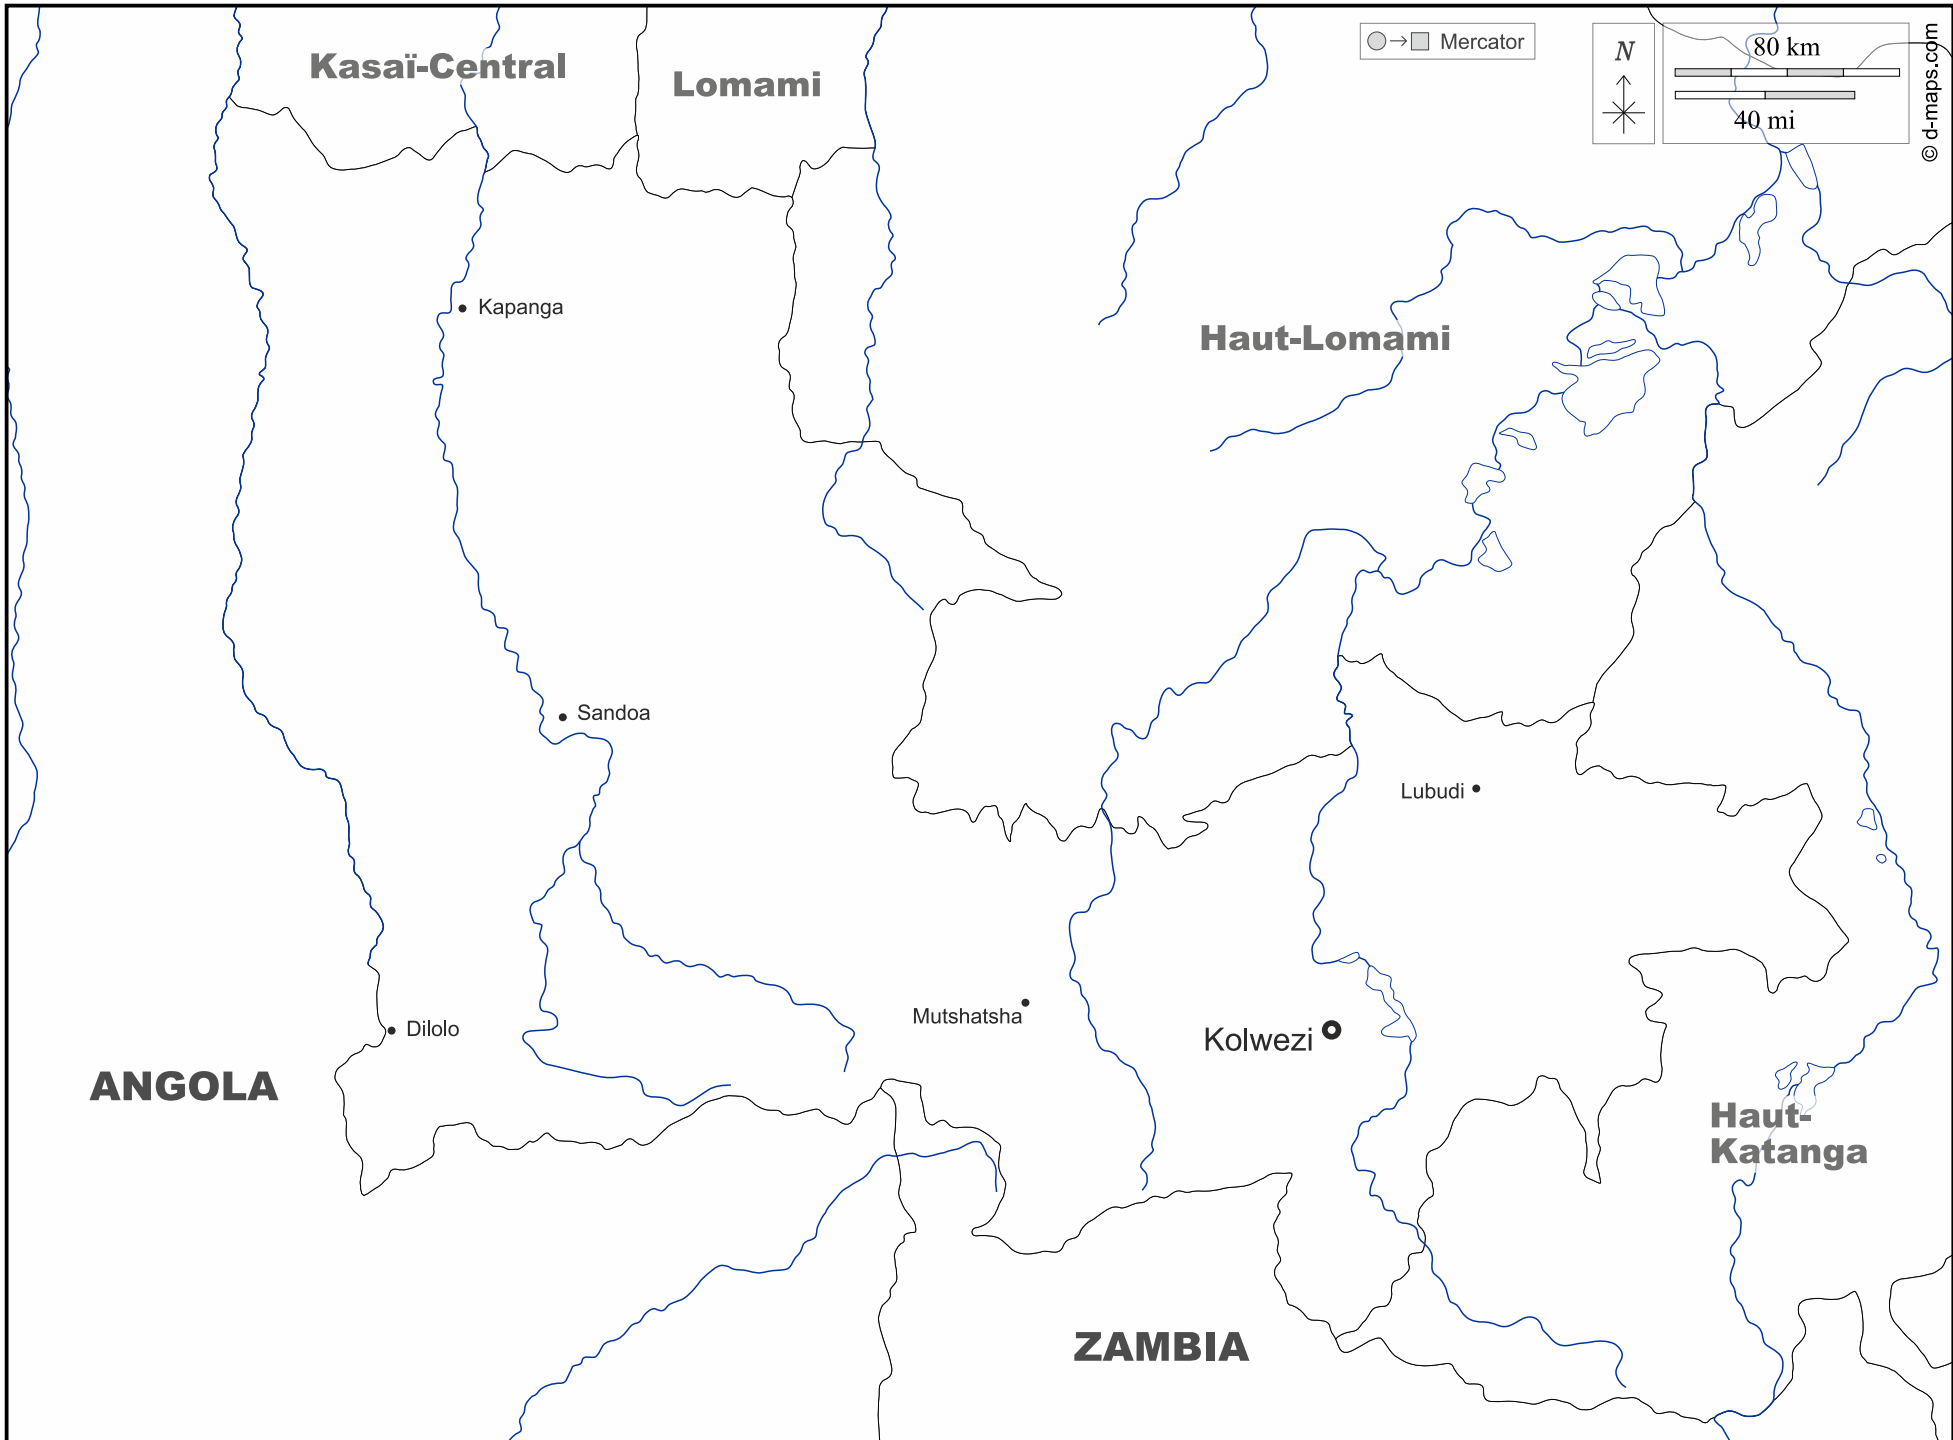 Kasaï-Central
Lomami
Mercator
N
80 km
40 mi
© d-maps.com
Kapanga
Haut-Lomami
Sandoa
Lubudi
Mutshatsha
Kolwezi
Dilolo
ANGOLA
Haut-
Katanga
ZAMBIA